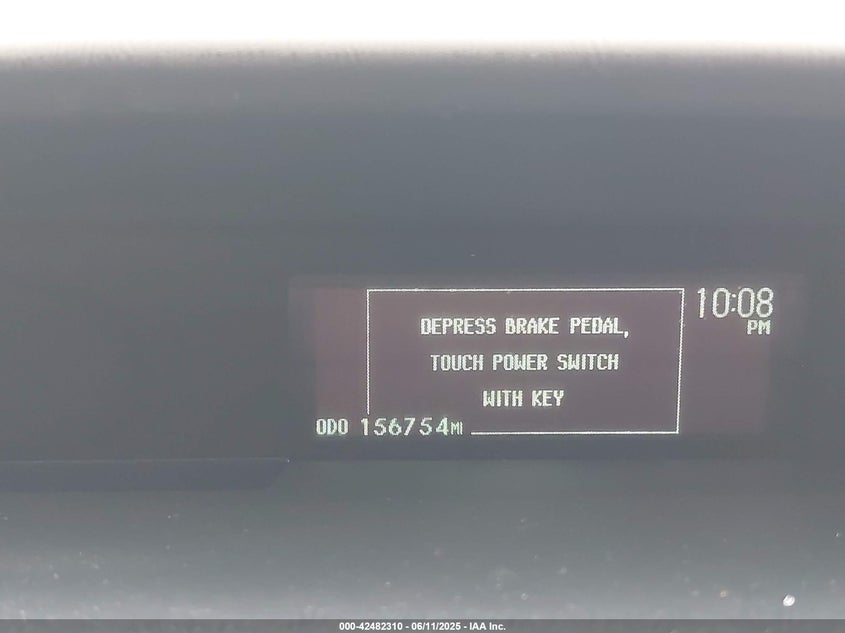 10:08
PM
DEPRESS BRAKE PEDAL,
TOUCH POWER SWITCH
WITH KEY
ODO 156754MI
000-42482310 - 06/11/2025 - IAA Inc.